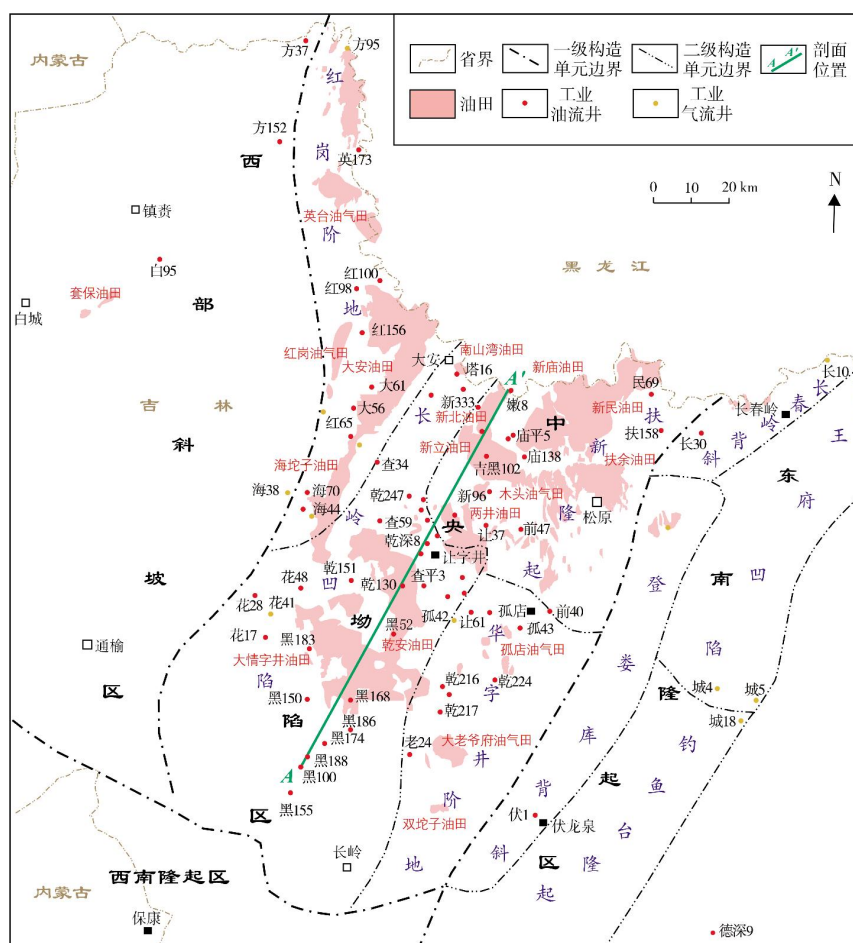 省界
一级构造
单元边界
二级构造
单元边界
A A'
剖面
位置
油田
工业
油流井
工业
气流井
0 10 20 km
N
内蒙古
方37
方95
红
方152
西
岗
英173
镇赉
英台油气田
阶
白95
黑龙江
红100
红98
地
套保油田
白城
部
红156
红岗油气田
大安
南山湾油田
大安油田
塔16
A'
新庙油田
长10
大61
嫩8
民69
长
吉林
大56
长
新333
中
新民油田
扶
长春岭
春
红65
新北油田
岭
王
斜
新立油田
庙平5
新
扶158
长30
背
海坨子油田
查34
吉黑102
庙138
扶余油田
斜
东
府
海38
海70
乾247
新96
木头油气田
海44
岭
查59
央
两井油田
隆
松原
让37
前47
乾深8
让字井
南
凹
乾151
查平3
起
登
坡
花48
凹
乾130
花28
花41
坳
孤42
让61
孤店
前40
娄
花17
黑52
华
孤43
陷
黑183
乾安油田
孤店油气田
通榆
大情字井油田
字
乾216
乾224
隆
城4
城5
陷
黑150
黑168
区
陷
乾217
城18
钓
黑186
库
黑174
老24
大老爷府油气田
起
黑188
井
鱼
A
黑100
背
黑155
阶
台
区
双坨子油田
伏1
伏龙泉
长岭
地
斜
区
隆
西南隆起区
起
内蒙古
保康
德深9